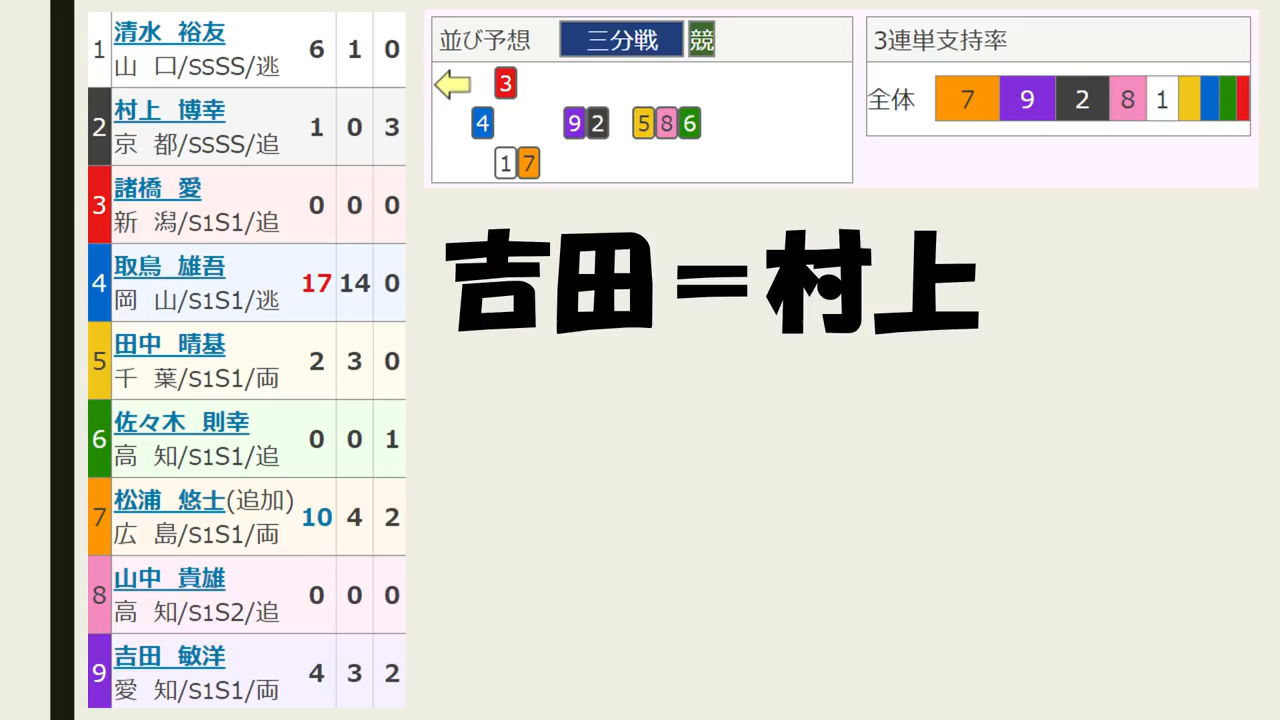 1 清水 裕友 6 1 0
山 口/SSSS/逃
2 村上 博幸 1 0 3
京 都/SSSS/追
3 諸橋 愛 0 0 0
新 潟/S1S1/追
4 取鳥 雄吾 17 14 0
岡 山/S1S1/逃
5 田中 晴基 2 3 0
千 葉/S1S1/両
6 佐々木 則幸 0 0 1
高 知/S1S1/追
7 松浦 悠士(追加) 10 4 2
広 島/S1S1/両
8 山中 貴雄 0 0 0
高 知/S1S2/追
9 吉田 敏洋 4 3 2
愛 知/S1S1/両
並び予想 三分戦 競
3
4 9 2 5 8 6
1 7
3連単支持率
全体 7 9 2 8 1
吉田＝村上